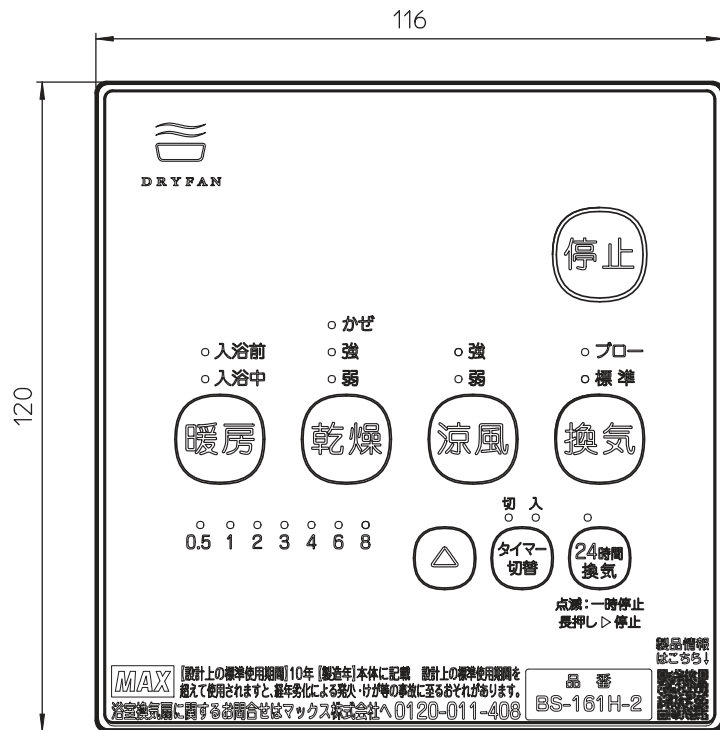 116
120
DRYFAN
停止
かぜ
入浴前 強 強 ブロー
入浴中 弱 弱 標準
暖房 乾燥 涼風 換気
切 入
0.5 1 2 3 4 6 8
タイマー
切替
24時間
換気
点滅:一時停止
長押し▷停止
製品情報
はこちら!
MAX
【設計上の標準使用期間】10年 【製造年】本体に記載 設計上の標準使用期間を
超えて使用されますと、経年劣化による発火・けが等の事故に至るおそれがあります。
浴室換気扇に関するお問合せはマックス株式会社へ 0120-011-408
品番
BS-161H-2